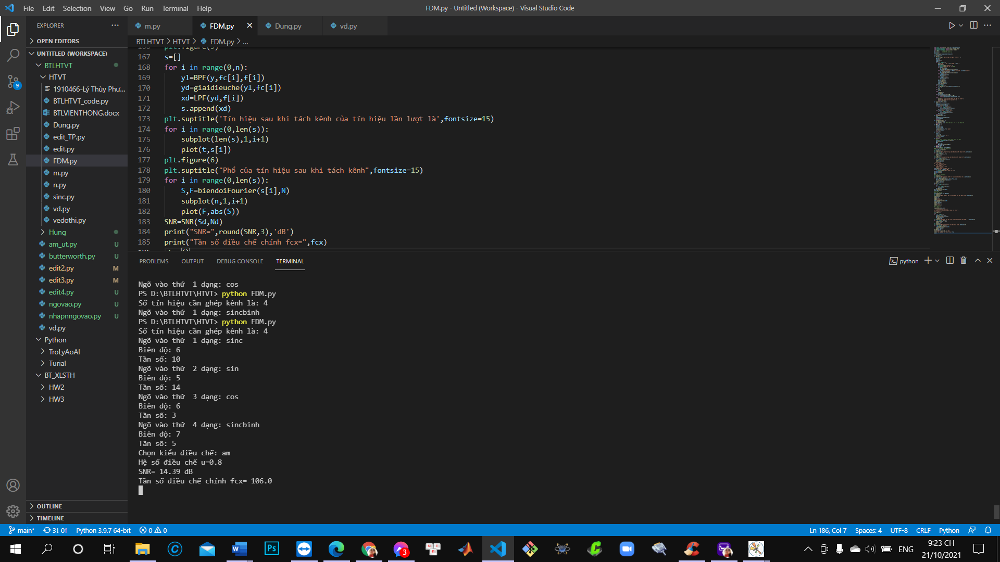 File Edit Selection View Go Run Terminal Help
FDM.py - Untitled (Workspace) - Visual Studio Code
EXPLORER
OPEN EDITORS
UNTITLED (WORKSPACE)
BTLHTVT
HTVT
1910466-Lý Thùy Phư...
BTLHTVT_code.py
BTLVIENTHONG.docx
Dung.py
edit_TP.py
edit.py
FDM.py
m.py
n.py
sinc.py
vd.py
vedothi.py
Hung
am_ut.py U
butterworth.py U
edit2.py M
edit3.py M
edit4.py U
ngovao.py U
nhapnngovao.py U
vd.py
Python
TroLyAoAI
Turial
BT_XLSTH
HW2
HW3
OUTLINE
TIMELINE
9
m.py FDM.py Dung.py vd.py
BTLHTVT > HTVT > FDM.py > ...
167 s=[]
168 for i in range(0,n):
169 yl=BPF(y,fc[i],f[i])
170 yd=giaidieuche(yl,fc[i])
171 xd=LPF(yd,f[i])
172 s.append(xd)
173 plt.suptitle('Tín hiệu sau khi tách kênh của tín hiệu lần lượt là',fontsize=15)
174 for i in range(0,len(s)):
175 subplot(len(s),1,i+1)
176 plot(t,s[i])
177 plt.figure(6)
178 plt.suptitle("Phổ của tín hiệu sau khi tách kênh",fontsize=15)
179 for i in range(0,len(s)):
180 S,F=biendoiFourier(s[i],N)
181 subplot(n,1,i+1)
182 plot(F,abs(S))
183 SNR=SNR(Sd,Nd)
184 print("SNR=",round(SNR,3),'dB')
185 print("Tần số điều chế chính fcx=",fcx)
PROBLEMS OUTPUT DEBUG CONSOLE TERMINAL
python
Ngõ vào thứ  1 dạng: cos
PS D:\BTLHTVT\HTVT> python FDM.py
Số tín hiệu cần ghép kênh là: 4
Ngõ vào thứ  1 dạng: sincbinh
PS D:\BTLHTVT\HTVT> python FDM.py
Số tín hiệu cần ghép kênh là: 4
Ngõ vào thứ  1 dạng: sinc
Biên độ: 6
Tần số: 10
Ngõ vào thứ  2 dạng: sin
Biên độ: 5
Tần số: 14
Ngõ vào thứ  3 dạng: cos
Biên độ: 6
Tần số: 3
Ngõ vào thứ  4 dạng: sincbinh
Biên độ: 7
Tần số: 5
Chọn kiểu điều chế: am
Hệ số điều chế u=0.8
SNR= 14.39 dB
Tần số điều chế chính fcx= 106.0
main* 3↓ 0↑ Python 3.9.7 64-bit 0 0
Ln 186, Col 7 Spaces: 4 UTF-8 CRLF Python
3
ENG
9:23 CH
21/10/2021